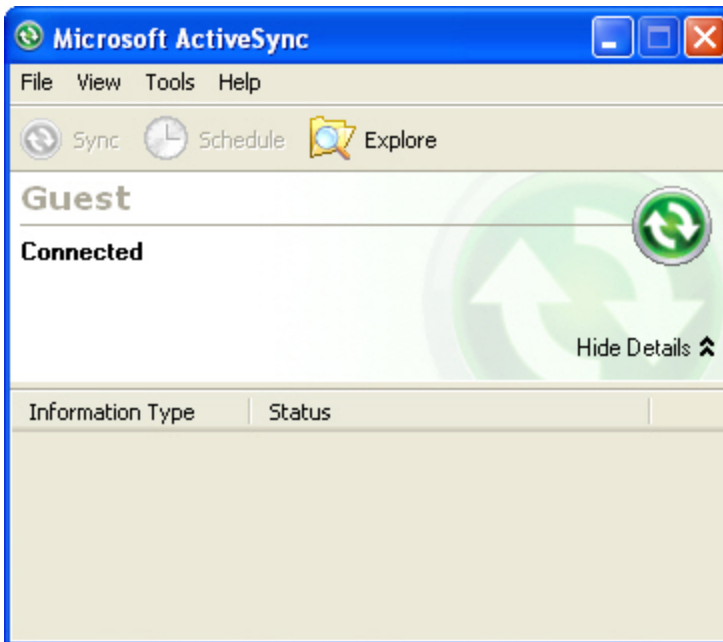 Microsoft ActiveSync
File View Tools Help
Sync Schedule Explore
Guest
Connected
Hide Details
Information Type Status